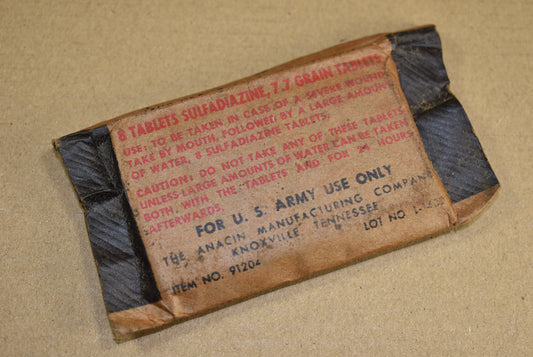 8 TABLETS SULFADIAZINE, 7.7 GRAIN TABLETS
USE: TO BE TAKEN IN CASE OF A SEVERE WOUND
TAKE BY MOUTH, FOLLOWED BY A LARGE AMOUNT
OF WATER, 8 SULFADIAZINE TABLETS.
CAUTION: DO NOT TAKE ANY OF THESE TABLETS
UNLESS LARGE AMOUNTS OF WATER CAN BE TAKEN
BOTH, WITH THE TABLETS AND FOR 24 HOURS
AFTERWARDS.
FOR U. S. ARMY USE ONLY
THE ANACIN MANUFACTURING COMPANY
KNOXVILLE TENNESSEE
ITEM NO. 91204
LOT NO